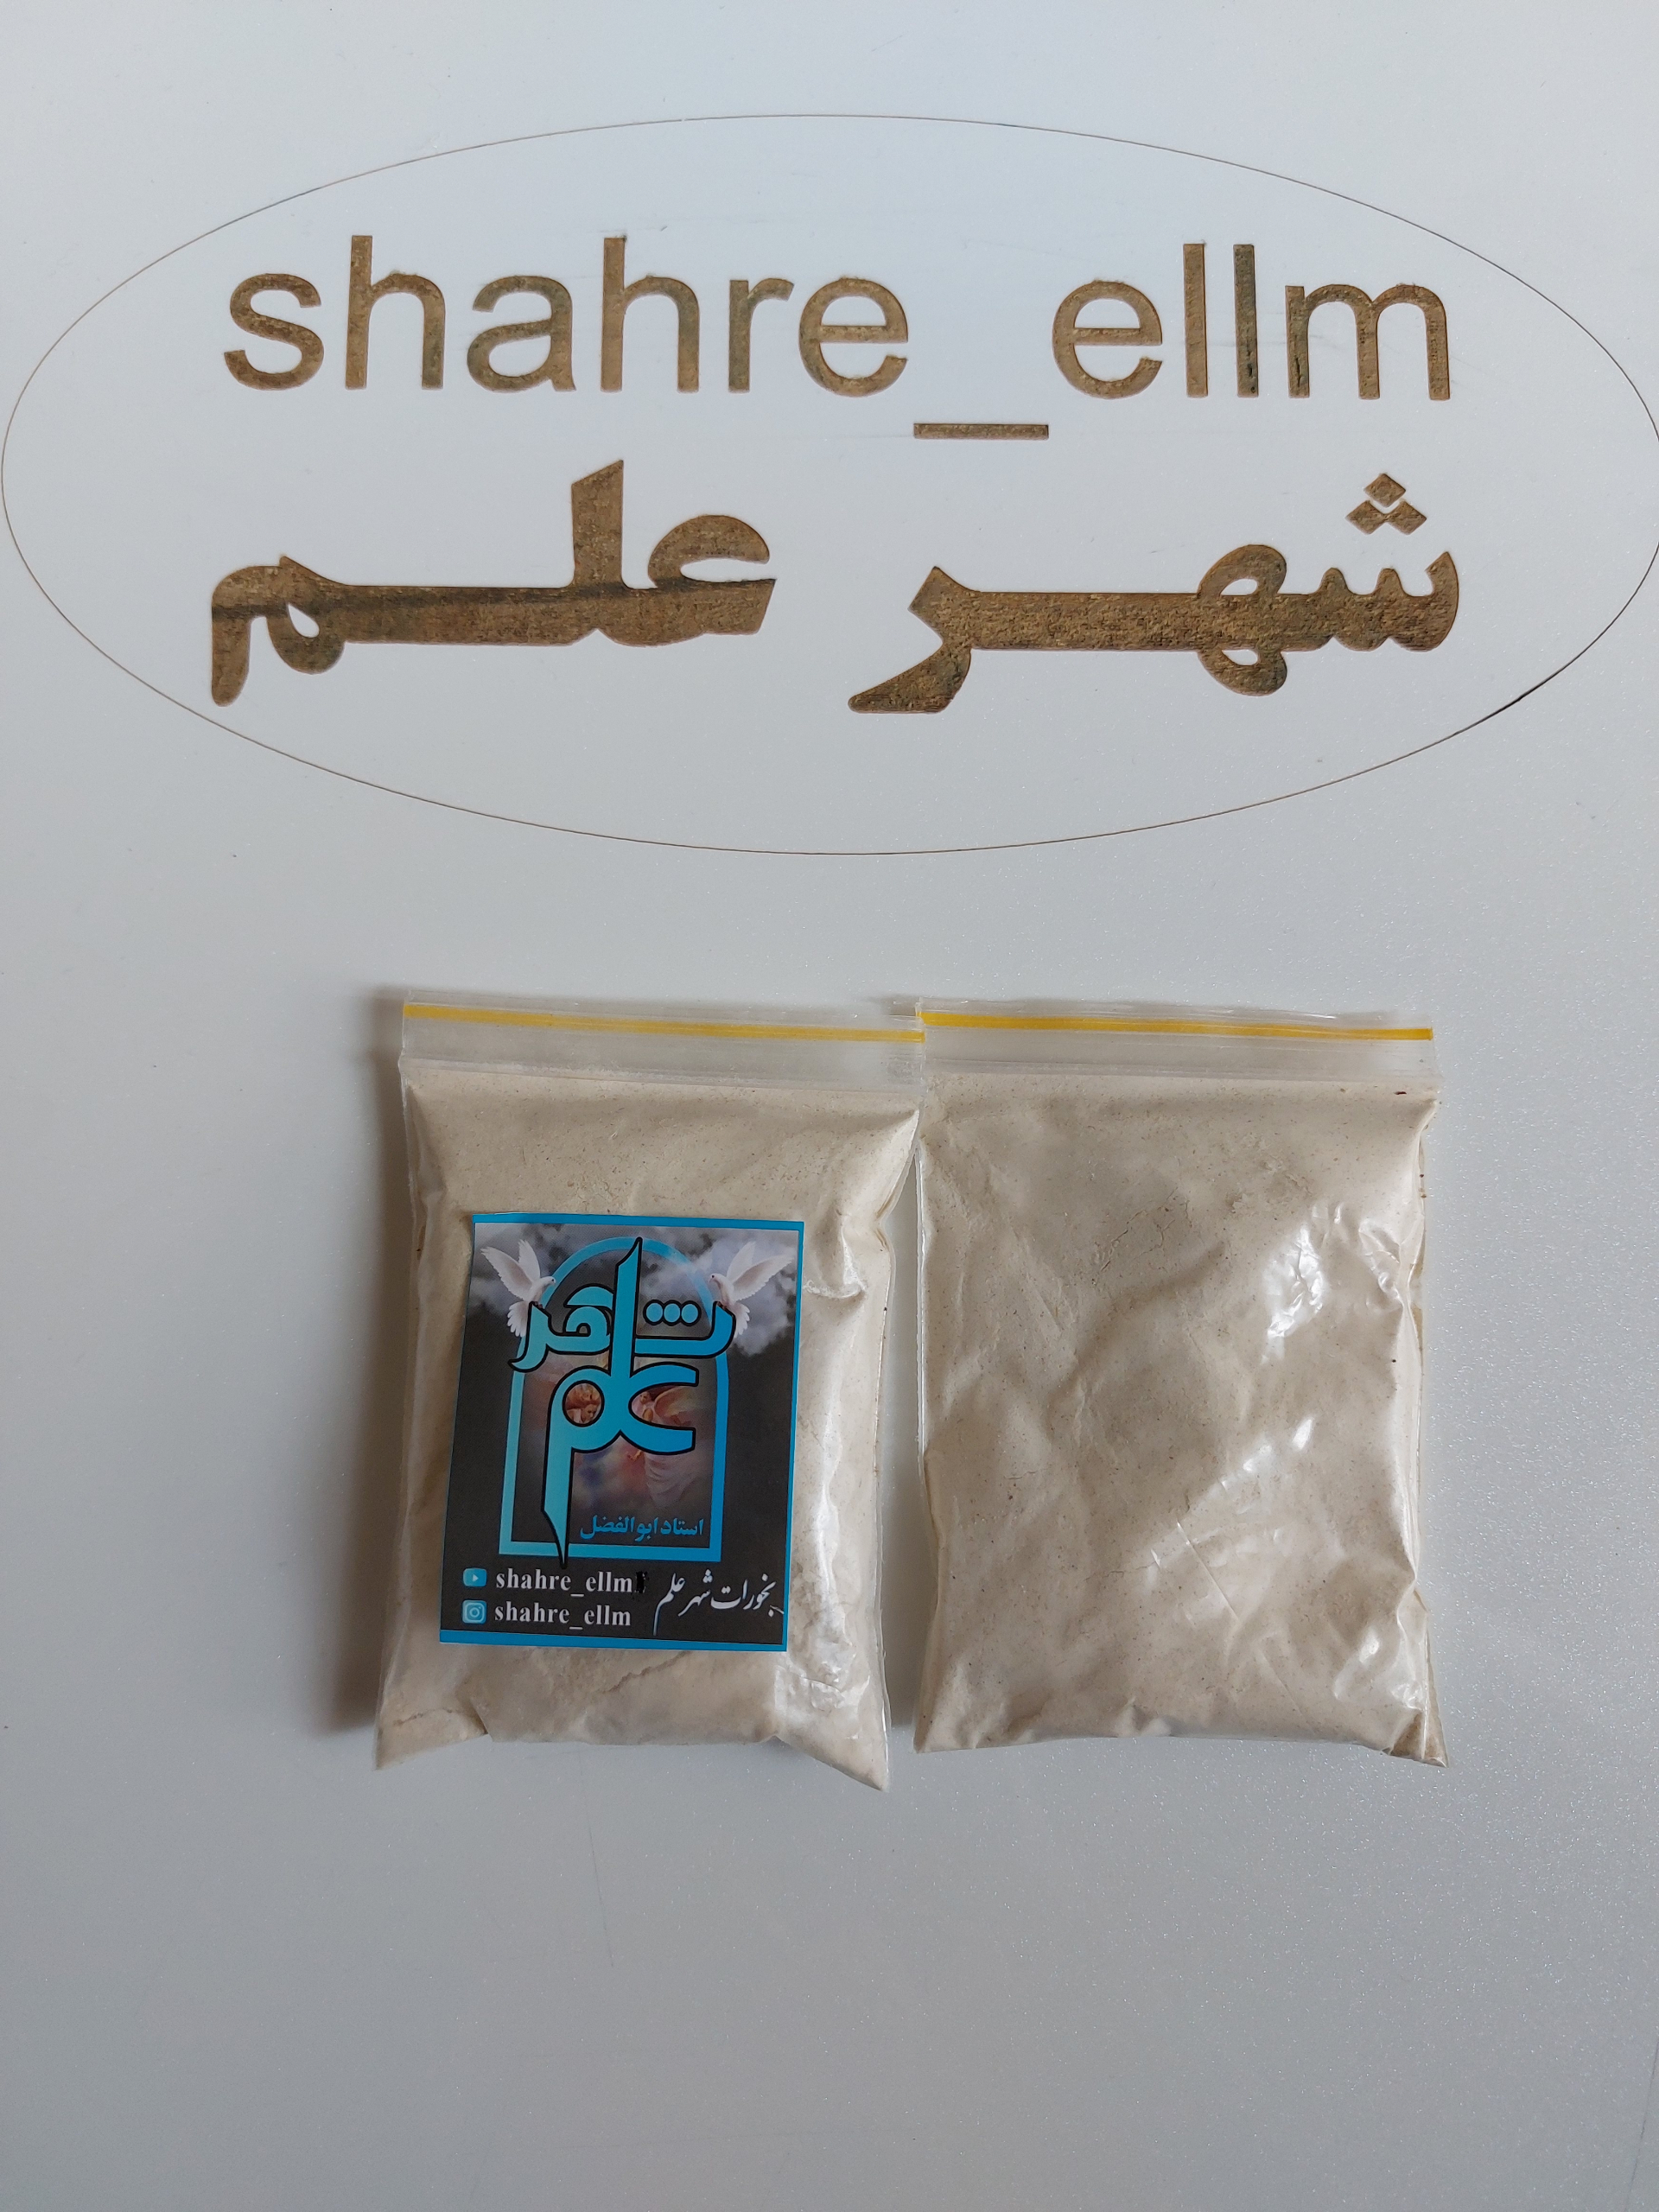 shahre_ellm
شهر علم
شهر
علم
استاد ابوالفضل
shahre_ellm
shahre_ellm
بخورات شهر علم